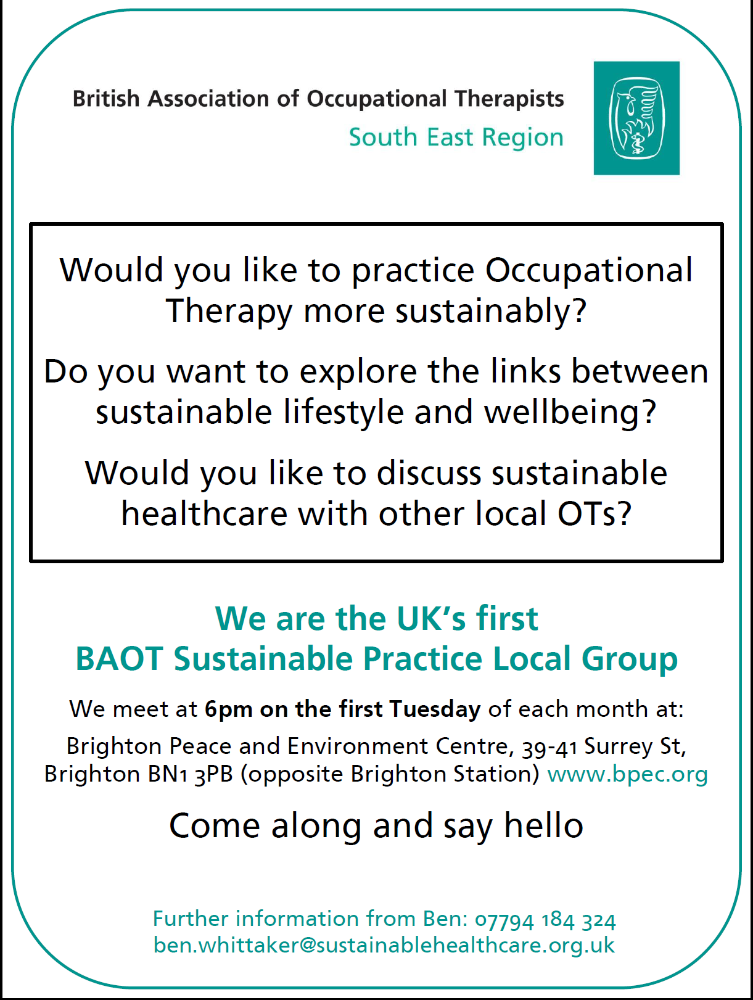 British Association of Occupational Therapists
South East Region
Would you like to practice Occupational
Therapy more sustainably?
Do you want to explore the links between
sustainable lifestyle and wellbeing?
Would you like to discuss sustainable
healthcare with other local OTs?
We are the UK’s first
BAOT Sustainable Practice Local Group
We meet at 6pm on the first Tuesday of each month at:
Brighton Peace and Environment Centre, 39-41 Surrey St,
Brighton BN1 3PB (opposite Brighton Station) www.bpec.org
Come along and say hello
Further information from Ben: 07794 184 324
ben.whittaker@sustainablehealthcare.org.uk